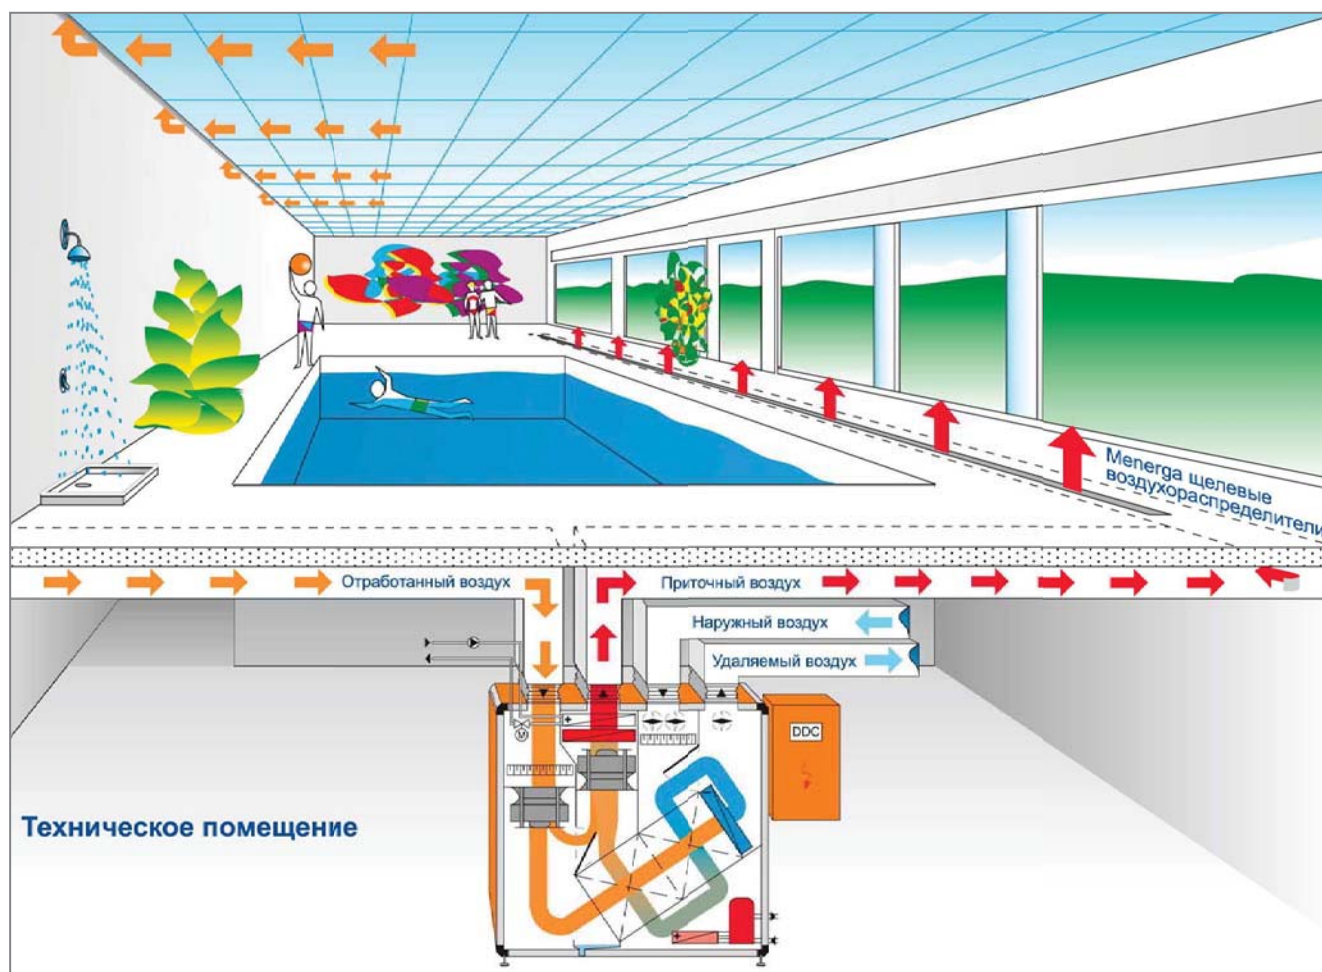 Menerga щелевые
воздухораспределители
Отработанный воздух
Приточный воздух
Наружный воздух
Удаляемый воздух
DDC
M
Техническое помещение